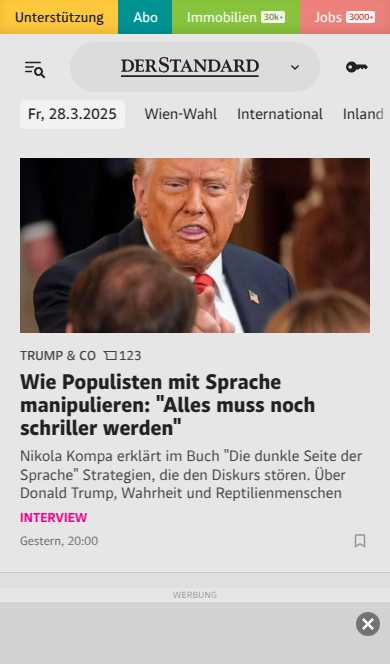 Unterstützung Abo Immobilien 30k+ Jobs 3000+
DERSTANDARD
Fr, 28.3.2025 Wien-Wahl International Inland
TRUMP & CO 123
Wie Populisten mit Sprache
manipulieren: "Alles muss noch
schriller werden"
Nikola Kompa erklärt im Buch "Die dunkle Seite der
Sprache" Strategien, die den Diskurs stören. Über
Donald Trump, Wahrheit und Reptilienmenschen
INTERVIEW
Gestern, 20:00
WERBUNG